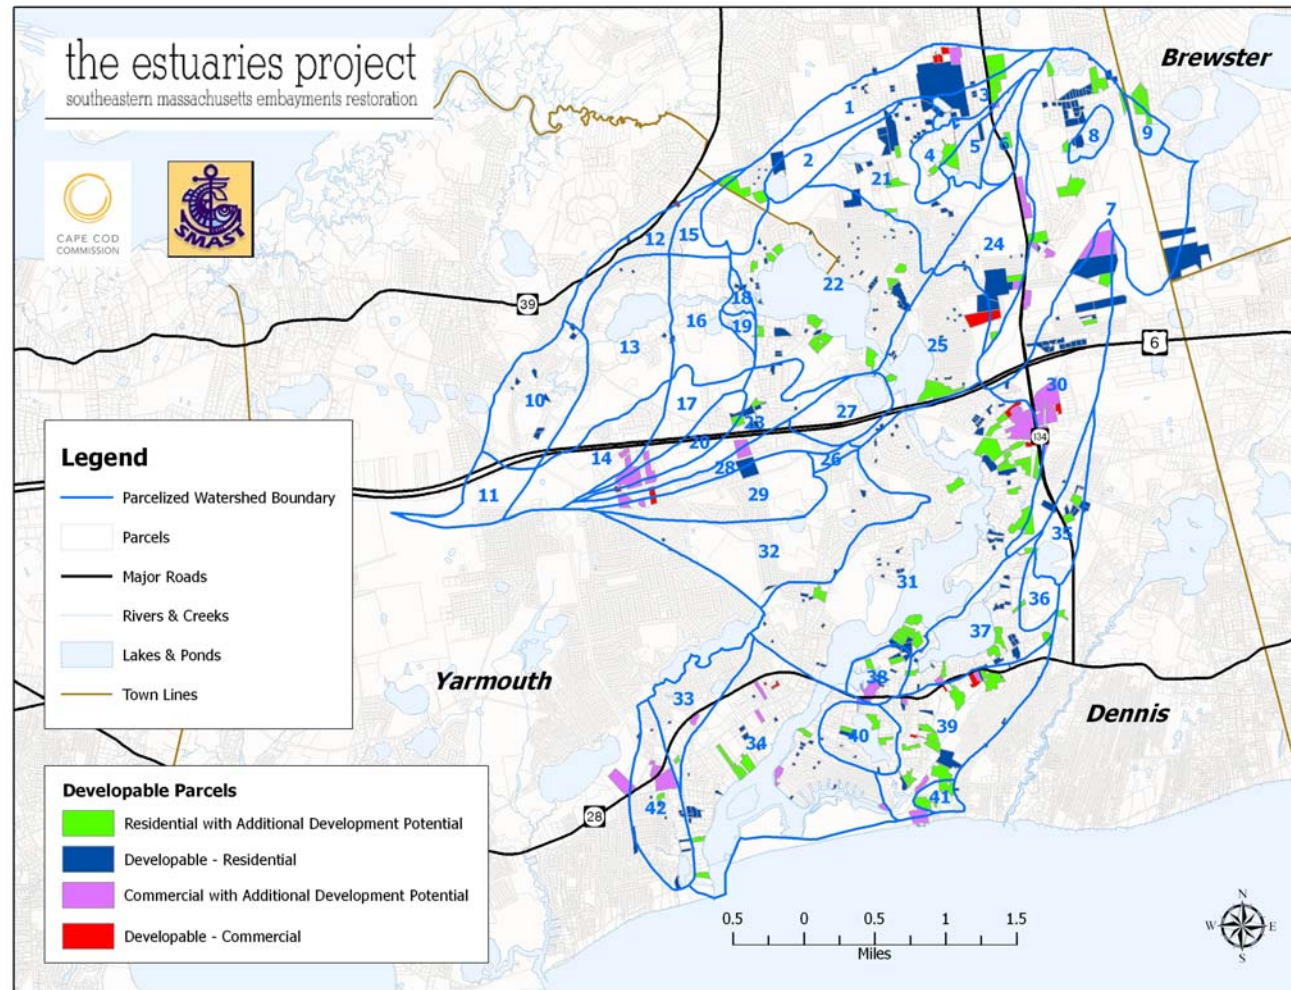 the estuaries project
southeastern massachusetts embayments restoration
CAPE COD
COMMISSION
SMAST
Brewster
Yarmouth
Dennis
Legend
Parcelized Watershed Boundary
Parcels
Major Roads
Rivers & Creeks
Lakes & Ponds
Town Lines
Developable Parcels
Residential with Additional Development Potential
Developable - Residential
Commercial with Additional Development Potential
Developable - Commercial
1
2
3
4
5
6
7
8
9
10
11
12
13
14
15
16
17
18
19
20
21
22
23
24
25
26
27
28
29
30
31
32
33
34
35
36
37
38
39
40
41
42
39
6
134
28
0.5 0 0.5 1 1.5
Miles
N
W E
S